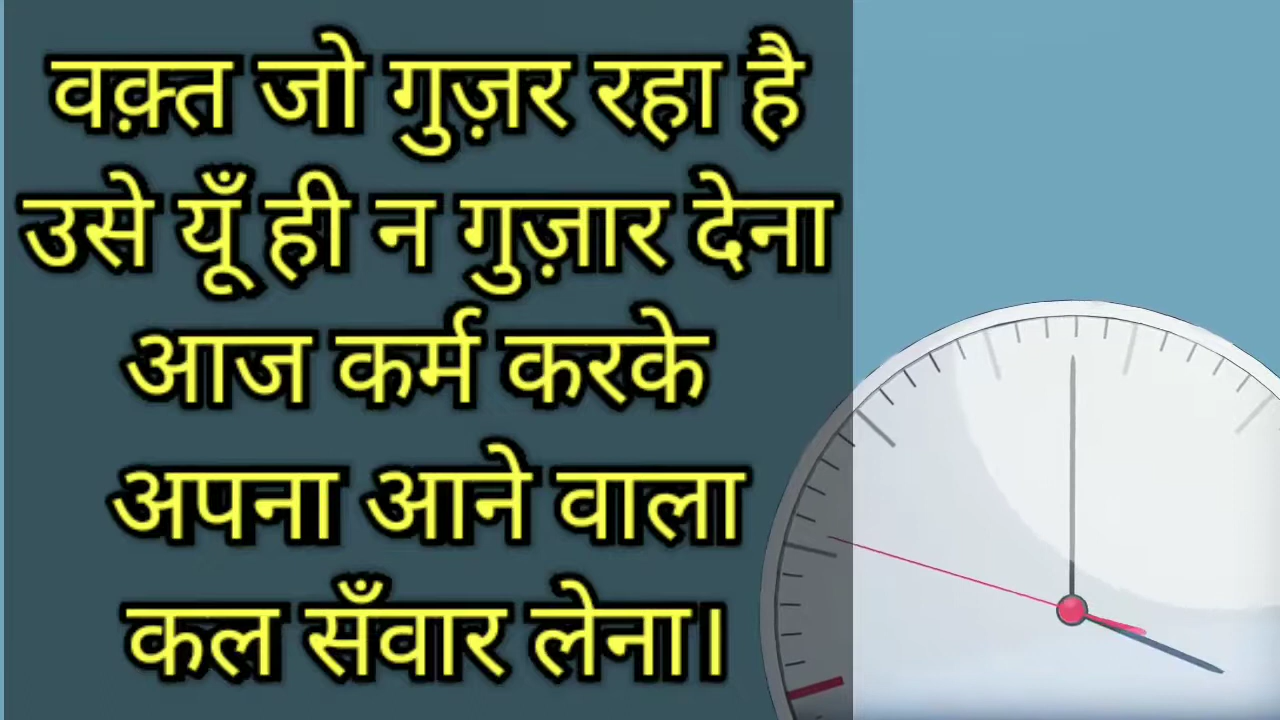 वक़्त जो गुज़र रहा है
उसे यूँ ही न गुज़ार देना
आज कर्म करके
अपना आने वाला
कल सँवार लेना।